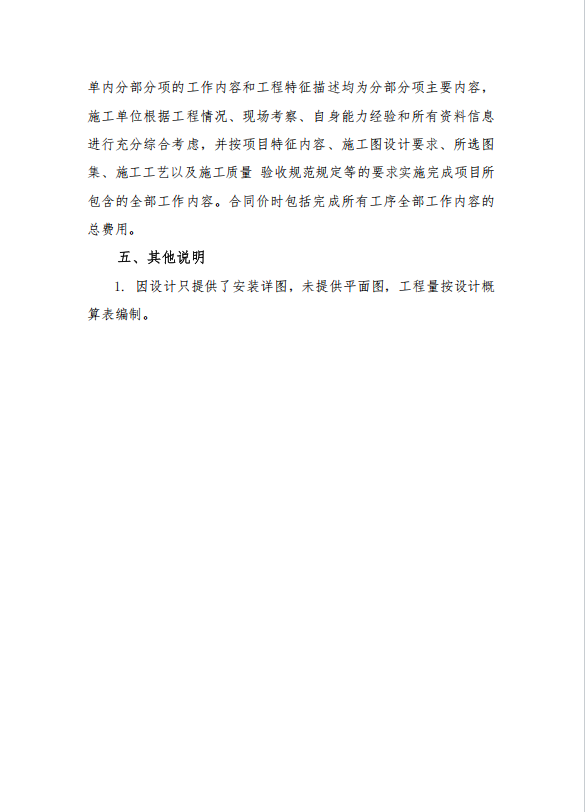 单内分部分项的工作内容和工程特征描述均为分部分项主要内容，
施工单位根据工程情况、现场考察、自身能力经验和所有资料信息
进行充分综合考虑，并按项目特征内容、施工图设计要求、所选图
集、施工工艺以及施工质量 验收规范规定等的要求实施完成项目所
包含的全部工作内容。合同价时包括完成所有工序全部工作内容的
总费用。
五、其他说明
1. 因设计只提供了安装详图，未提供平面图，工程量按设计概
算表编制。